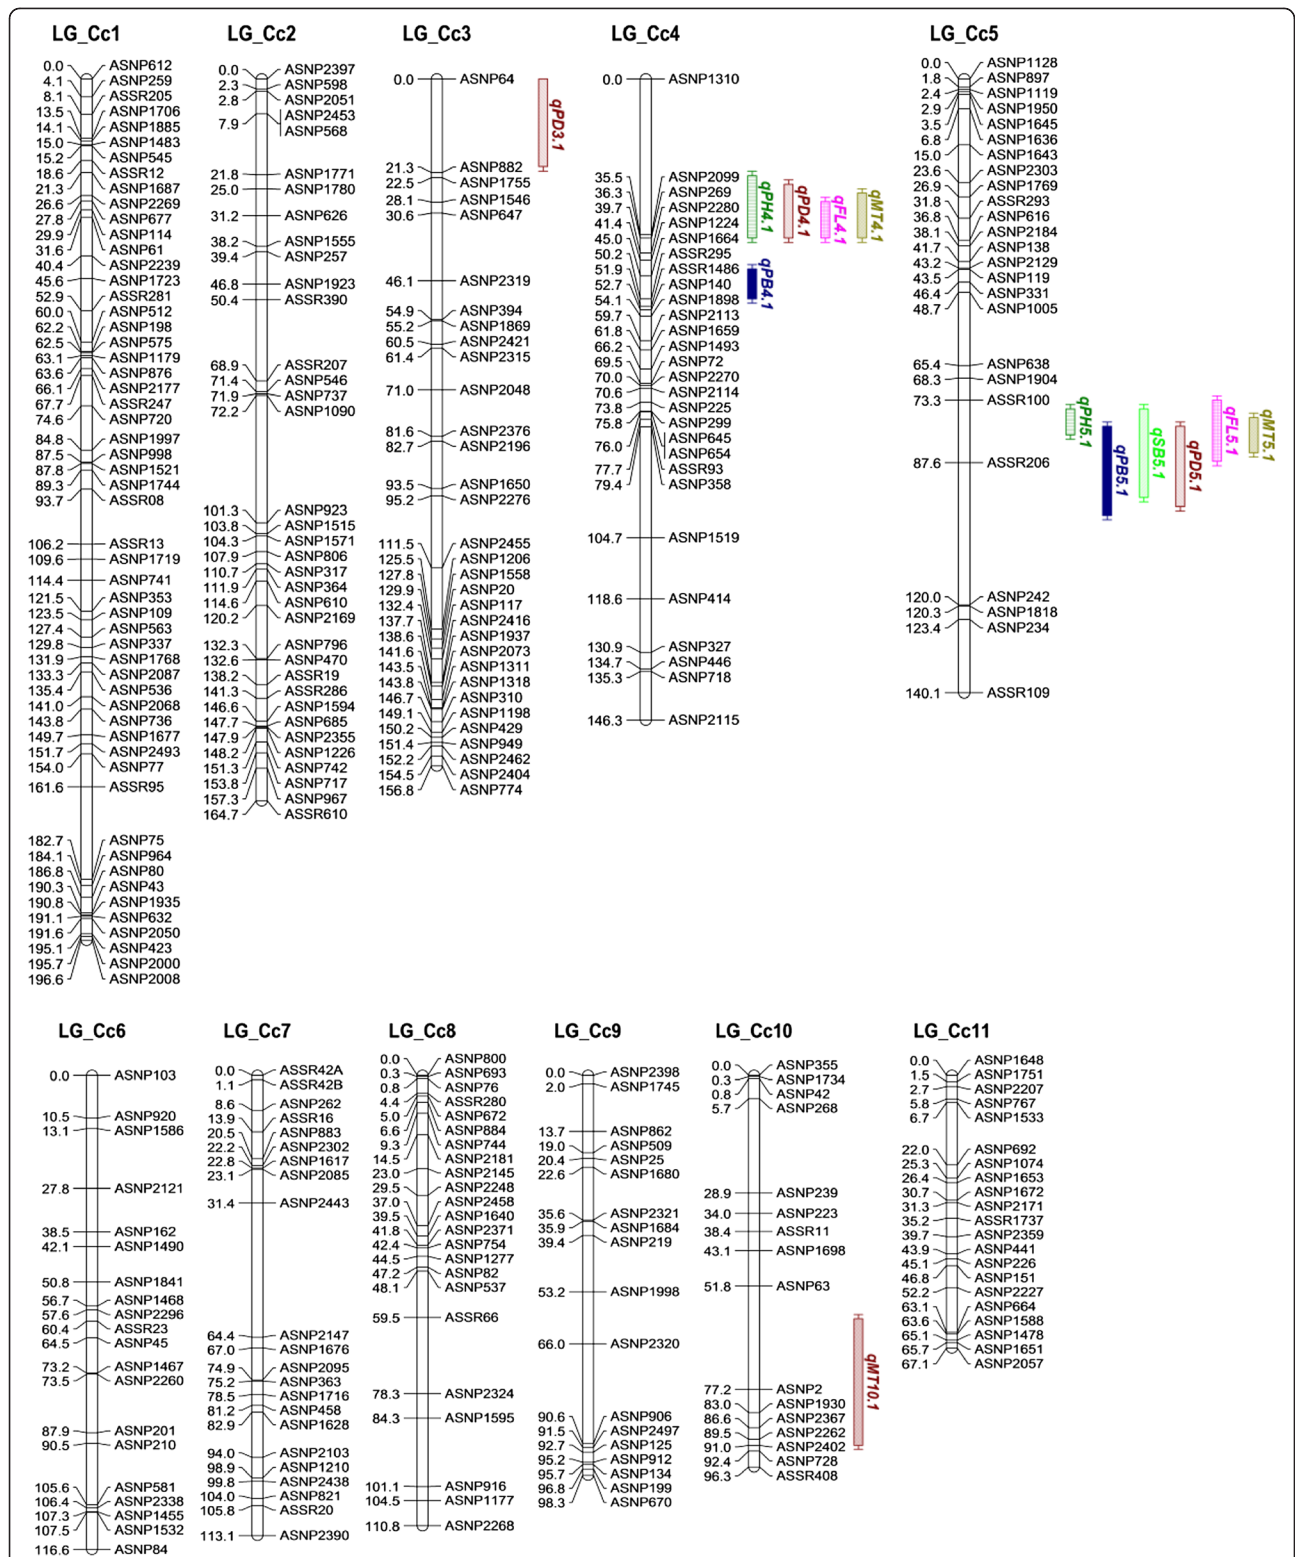 LG_Cc1
0.0 ASNP612
4.1 ASNP259
8.1 ASSR205
13.5 ASNP1706
14.1 ASNP1885
15.0 ASNP1483
15.2 ASNP545
18.6 ASSR12
21.3 ASNP1687
26.6 ASNP2269
27.8 ASNP677
29.9 ASNP114
31.6 ASNP61
40.4 ASNP2239
45.6 ASNP1723
52.9 ASSR281
60.0 ASNP512
62.2 ASNP198
62.5 ASNP575
63.1 ASNP1179
63.6 ASNP876
66.1 ASNP2177
67.7 ASSR247
74.6 ASNP720
84.8 ASNP1997
87.5 ASNP998
87.8 ASNP1521
89.3 ASNP1744
93.7 ASSR08
106.2 ASSR13
109.6 ASNP1719
114.4 ASNP741
121.5 ASNP353
123.5 ASNP109
127.4 ASNP563
129.8 ASNP337
131.9 ASNP1768
133.3 ASNP2087
135.4 ASNP536
141.0 ASNP2068
143.8 ASNP736
149.7 ASNP1677
151.7 ASNP2493
154.0 ASNP77
161.6 ASSR95
182.7 ASNP75
184.1 ASNP964
186.8 ASNP80
190.3 ASNP43
190.8 ASNP1935
191.1 ASNP632
191.6 ASNP2050
195.1 ASNP423
195.7 ASNP2000
196.6 ASNP2008
LG_Cc2
0.0 ASNP2397
2.3 ASNP598
2.8 ASNP2051
7.9 ASNP2453
ASNP568
21.8 ASNP1771
25.0 ASNP1780
31.2 ASNP626
38.2 ASNP1555
39.4 ASNP257
46.8 ASNP1923
50.4 ASSR390
68.9 ASSR207
71.4 ASNP546
71.9 ASNP737
72.2 ASNP1090
101.3 ASNP923
103.8 ASNP1515
104.3 ASNP1571
107.9 ASNP806
110.7 ASNP317
111.9 ASNP364
114.6 ASNP610
120.2 ASNP2169
132.3 ASNP796
132.6 ASNP470
138.2 ASSR19
141.3 ASSR286
146.6 ASNP1594
147.7 ASNP685
147.9 ASNP2355
148.2 ASNP1226
151.3 ASNP742
153.8 ASNP717
157.3 ASNP967
164.7 ASSR610
LG_Cc3
0.0 ASNP64
21.3 ASNP882
22.5 ASNP1755
28.1 ASNP1546
30.6 ASNP647
46.1 ASNP2319
54.9 ASNP394
55.2 ASNP1869
60.5 ASNP2421
61.4 ASNP2315
71.0 ASNP2048
81.6 ASNP2376
82.7 ASNP2196
93.5 ASNP1650
95.2 ASNP2276
111.5 ASNP2455
125.5 ASNP1206
127.8 ASNP1558
129.9 ASNP20
132.4 ASNP117
137.7 ASNP2416
138.6 ASNP1937
141.6 ASNP2073
143.5 ASNP1311
143.8 ASNP1318
146.7 ASNP310
149.1 ASNP1198
150.2 ASNP429
151.4 ASNP949
152.2 ASNP2462
154.5 ASNP2404
156.8 ASNP774
qPD3.1
LG_Cc4
0.0 ASNP1310
35.5 ASNP2099
36.3 ASNP269
39.7 ASNP2280
41.4 ASNP1224
45.0 ASNP1664
50.2 ASSR295
51.9 ASSR1486
52.7 ASNP140
54.1 ASNP1898
59.7 ASNP2113
61.8 ASNP1659
66.2 ASNP1493
69.5 ASNP72
70.0 ASNP2270
70.6 ASNP2114
73.8 ASNP225
75.8 ASNP299
76.0 ASNP645
ASNP654
77.7 ASSR93
79.4 ASNP358
104.7 ASNP1519
118.6 ASNP414
130.9 ASNP327
134.7 ASNP446
135.3 ASNP718
146.3 ASNP2115
qPH4.1
qPD4.1
qFL4.1
qMT4.1
qPB4.1
LG_Cc5
0.0 ASNP1128
1.8 ASNP897
2.4 ASNP1119
2.9 ASNP1950
3.5 ASNP1645
6.8 ASNP1636
15.0 ASNP1643
23.6 ASNP2303
26.9 ASNP1769
31.8 ASSR293
36.8 ASNP616
38.1 ASNP2184
41.7 ASNP138
43.2 ASNP2129
43.5 ASNP119
46.4 ASNP331
48.7 ASNP1005
65.4 ASNP638
68.3 ASNP1904
73.3 ASSR100
87.6 ASSR206
120.0 ASNP242
120.3 ASNP1818
123.4 ASNP234
140.1 ASSR109
qPH5.1
qPB5.1
qSB5.1
qPD5.1
qFL5.1
qMT5.1
LG_Cc6
0.0 ASNP103
10.5 ASNP920
13.1 ASNP1586
27.8 ASNP2121
38.5 ASNP162
42.1 ASNP1490
50.8 ASNP1841
56.7 ASNP1468
57.6 ASNP2296
60.4 ASSR23
64.5 ASNP45
73.2 ASNP1467
73.5 ASNP2260
87.9 ASNP201
90.5 ASNP210
105.6 ASNP581
106.4 ASNP2338
107.3 ASNP1455
107.5 ASNP1532
116.6 ASNP84
LG_Cc7
0.0 ASSR42A
1.1 ASSR42B
8.6 ASNP262
13.9 ASSR16
20.5 ASNP883
22.2 ASNP2302
22.8 ASNP1617
23.1 ASNP2085
31.4 ASNP2443
64.4 ASNP2147
67.0 ASNP1676
74.9 ASNP2095
75.2 ASNP363
78.5 ASNP1716
81.2 ASNP458
82.9 ASNP1628
94.0 ASNP2103
98.9 ASNP1210
99.8 ASNP2438
104.0 ASNP821
105.8 ASSR20
113.1 ASNP2390
LG_Cc8
0.0 ASNP800
0.3 ASNP693
0.8 ASNP76
4.4 ASSR280
5.0 ASNP672
6.6 ASNP884
9.3 ASNP744
14.5 ASNP2181
23.0 ASNP2145
29.5 ASNP2248
37.0 ASNP2458
39.5 ASNP1640
41.8 ASNP2371
42.4 ASNP754
44.5 ASNP1277
47.2 ASNP82
48.1 ASNP537
59.5 ASSR66
78.3 ASNP2324
84.3 ASNP1595
101.1 ASNP916
104.5 ASNP1177
110.8 ASNP2268
LG_Cc9
0.0 ASNP2398
2.0 ASNP1745
13.7 ASNP862
19.0 ASNP509
20.4 ASNP25
22.6 ASNP1680
35.6 ASNP2321
35.9 ASNP1684
39.4 ASNP219
53.2 ASNP1998
66.0 ASNP2320
90.6 ASNP906
91.5 ASNP2497
92.7 ASNP125
95.2 ASNP912
95.7 ASNP134
96.8 ASNP199
98.3 ASNP670
LG_Cc10
0.0 ASNP355
0.3 ASNP1734
0.8 ASNP42
5.7 ASNP268
28.9 ASNP239
34.0 ASNP223
38.4 ASSR11
43.1 ASNP1698
51.8 ASNP63
77.2 ASNP2
83.0 ASNP1930
86.6 ASNP2367
89.5 ASNP2262
91.0 ASNP2402
92.4 ASNP728
96.3 ASSR408
qMT10.1
LG_Cc11
0.0 ASNP1648
1.5 ASNP1751
2.7 ASNP2207
5.8 ASNP767
6.7 ASNP1533
22.0 ASNP692
25.3 ASNP1074
26.4 ASNP1653
30.7 ASNP1672
31.3 ASNP2171
35.2 ASSR1737
39.7 ASNP2359
43.9 ASNP441
45.1 ASNP226
46.8 ASNP151
52.2 ASNP2227
63.1 ASNP664
63.6 ASNP1588
65.1 ASNP1478
65.7 ASNP1651
67.1 ASNP2057